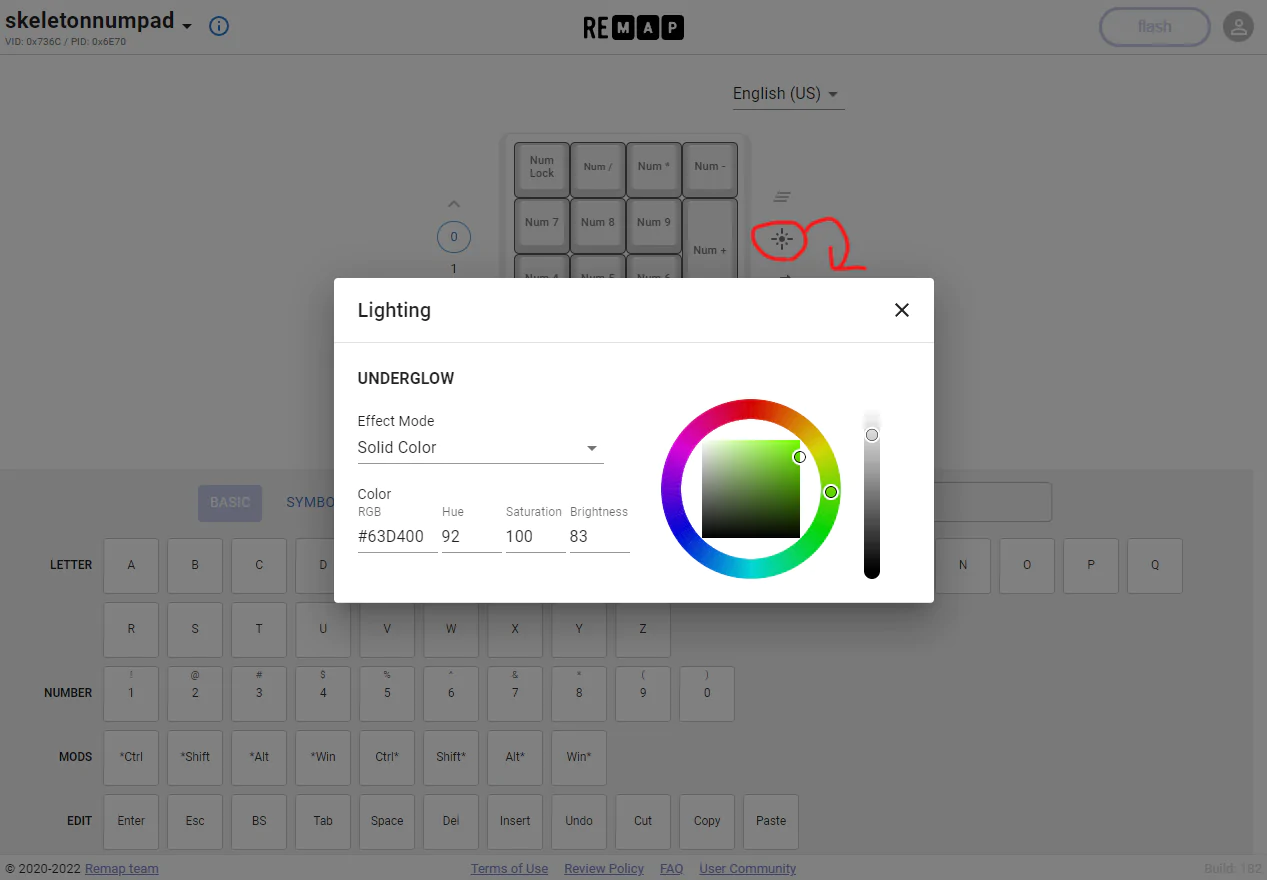 skeletonnumpad
VID: 0x736C / PID: 0x6E70
REMAP
flash
English (US)
Num Lock
Num /
Num *
Num -
Num 7
Num 8
Num 9
Num +
Num 4
Num 5
Num 6
0
1
Lighting
UNDERGLOW
Effect Mode
Solid Color
Color
RGB Hue Saturation Brightness
#63D400 92 100 83
BASIC SYMBO
LETTER A B C D N O P Q
R S T U V W X Y Z
! @ # $ % ^ & * ( )
NUMBER 1 2 3 4 5 6 7 8 9 0
MODS *Ctrl *Shift *Alt *Win Ctrl* Shift* Alt* Win*
EDIT Enter Esc BS Tab Space Del Insert Undo Cut Copy Paste
© 2020-2022 Remap team Terms of Use Review Policy FAQ User Community Build: 182